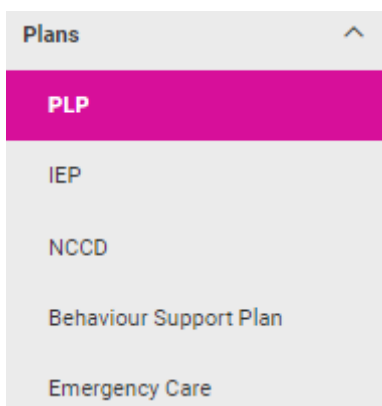 Plans
PLP
IEP
NCCD
Behaviour Support Plan
Emergency Care